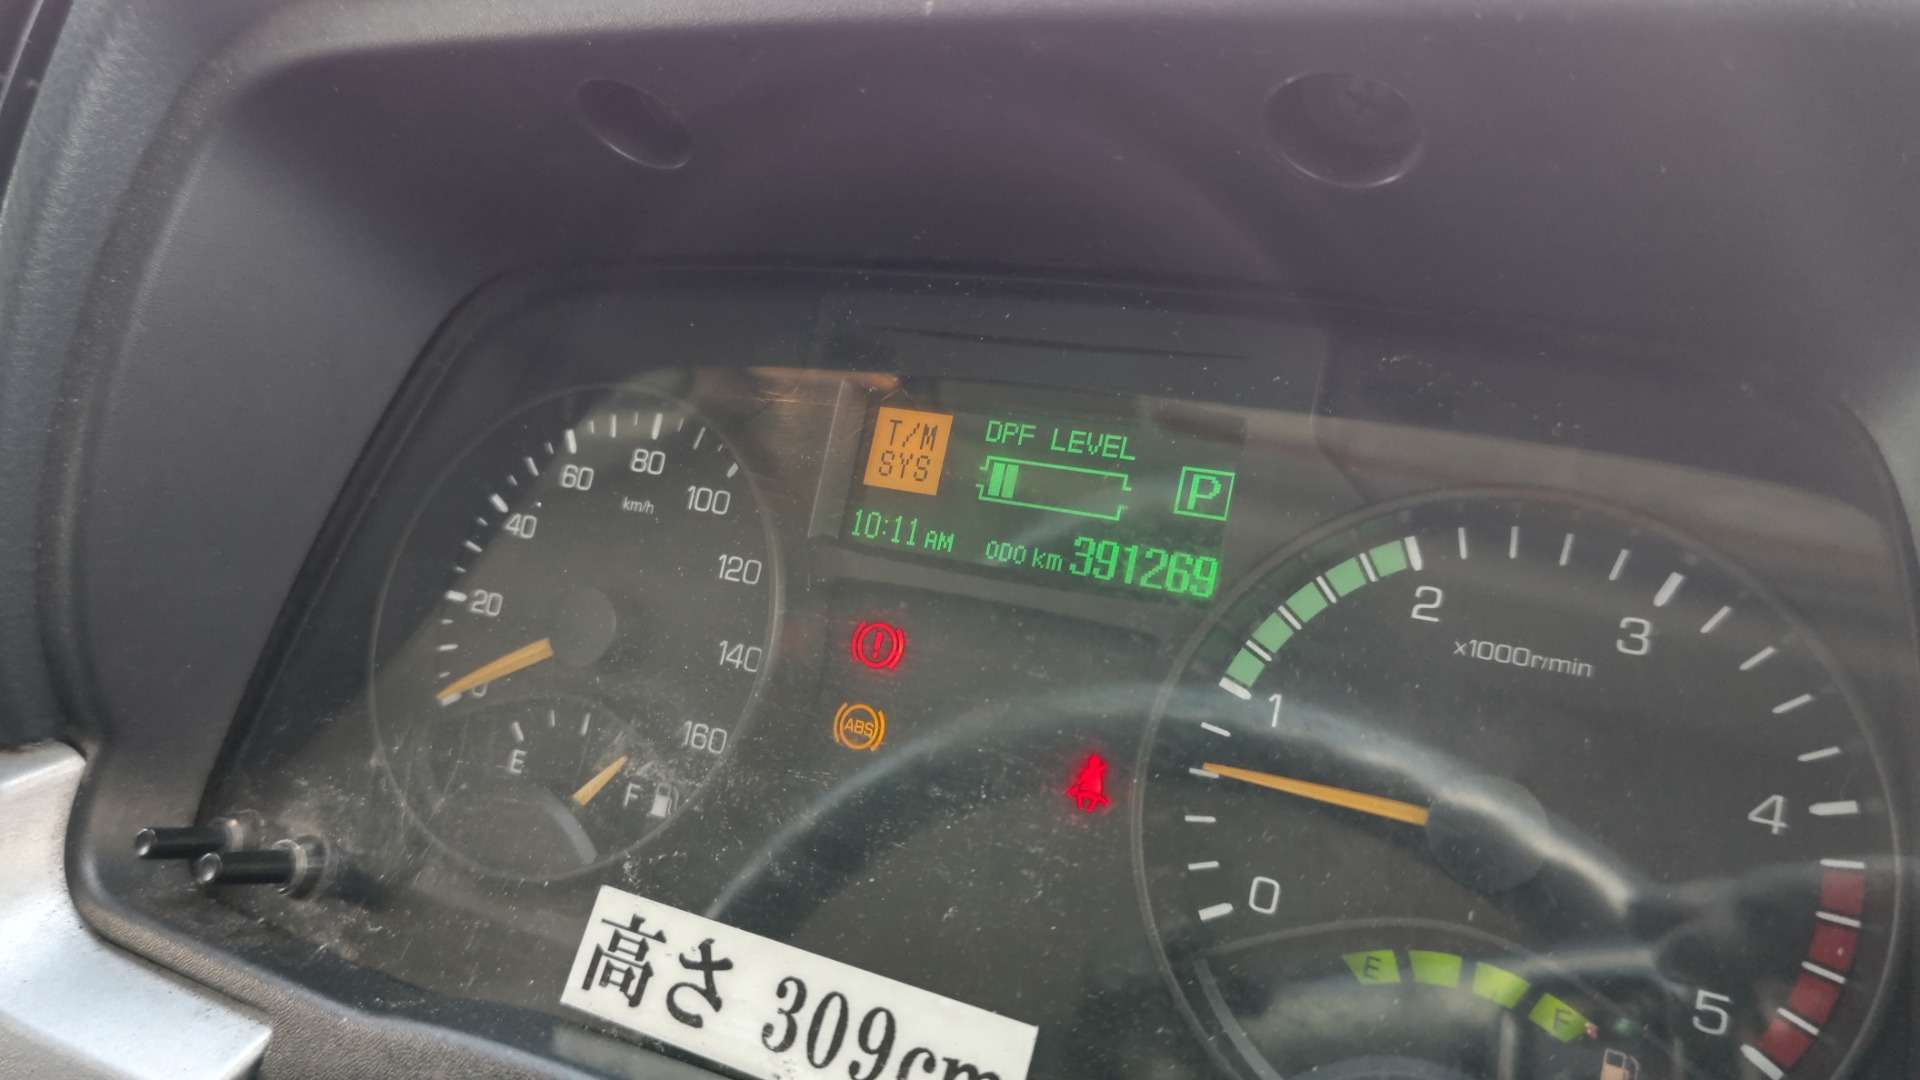 T/M
SYS
DPF LEVEL
P
10:11 AM
ODO km 391269
0
20
40
60
80
100
120
140
160
km/h
E
F
!
ABS
0
1
2
3
4
5
x1000r/min
E
F
高さ 309cm